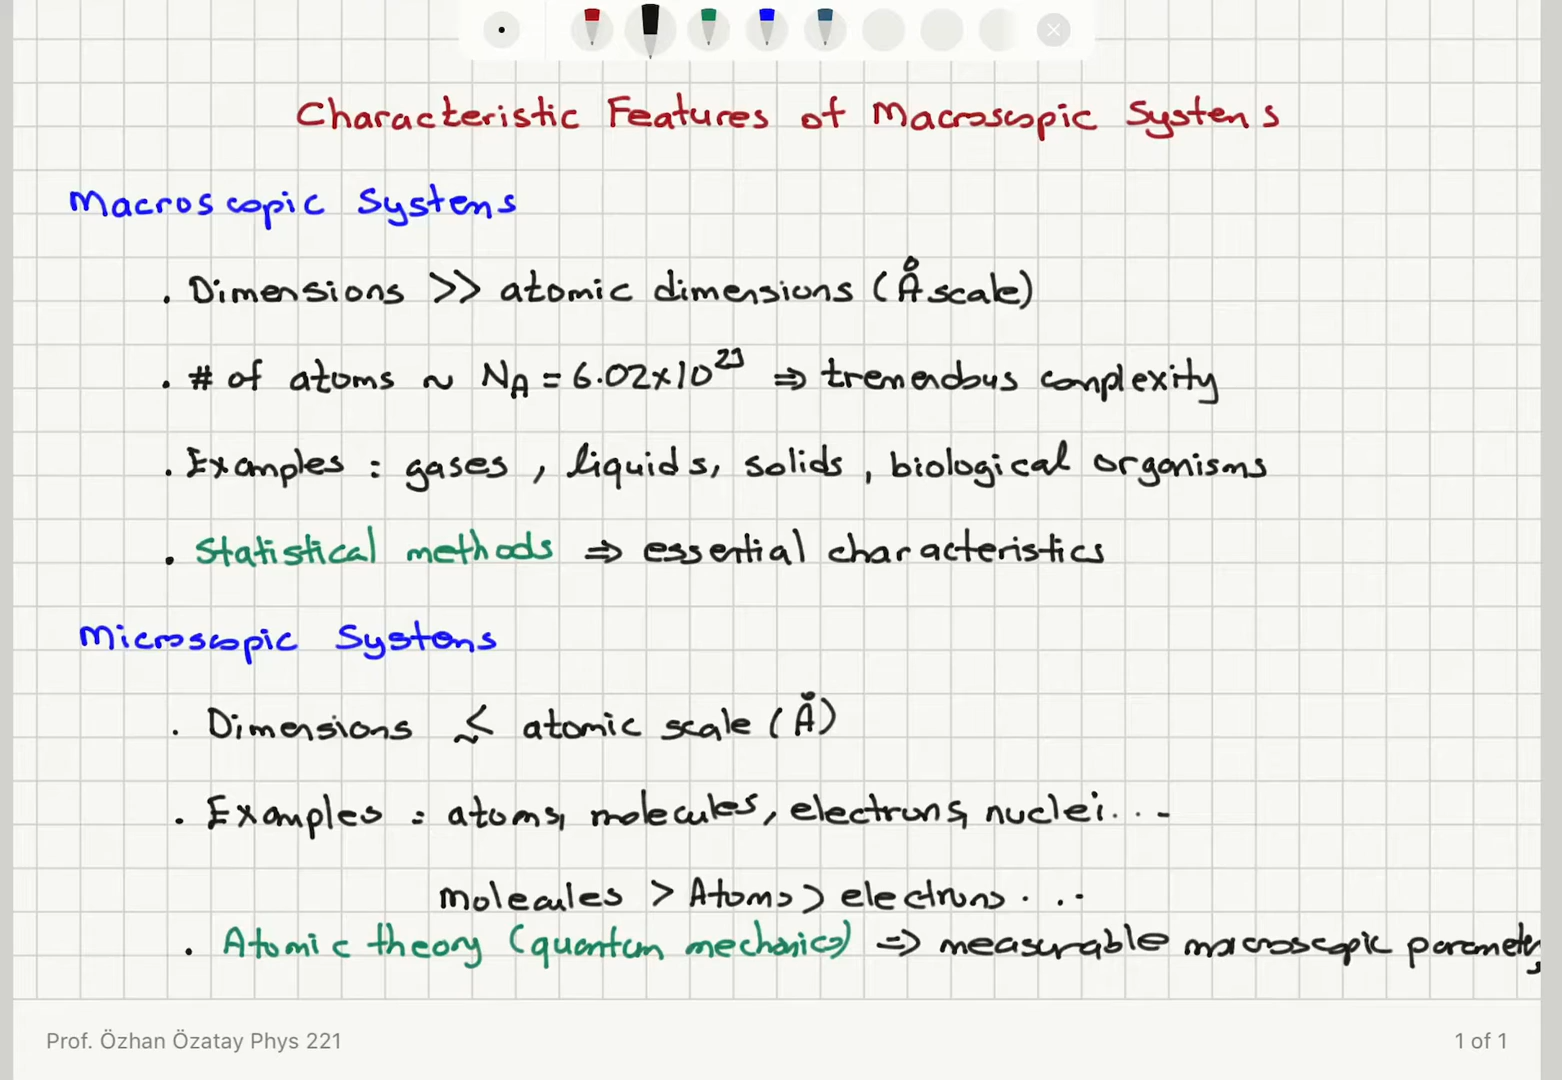 Characteristic Features of Macroscopic Systems
Macroscopic Systems
. Dimensions >> atomic dimensions (Å scale)
. # of atoms ~ N_A = 6.02x10^23 ⇒ tremendous complexity
. Examples : gases , liquids, solids , biological organisms
. Statistical methods ⇒ essential characteristics
Microscopic Systems
. Dimensions ≲ atomic scale (Å)
. Examples : atoms, molecules, electrons, nuclei...
molecules > Atoms > electrons ...
. Atomic theory (quantum mechanics) ⇒ measurable macroscopic parameters
Prof. Özhan Özatay Phys 221
1 of 1